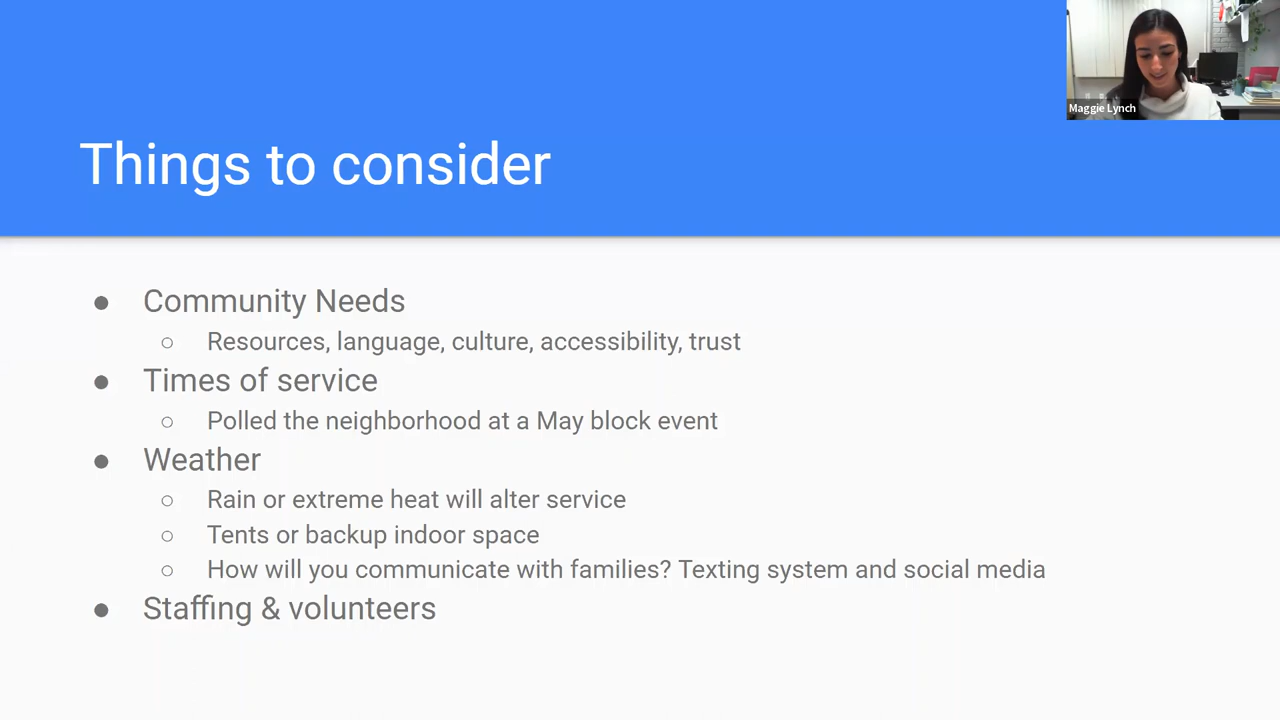 Maggie Lynch
Things to consider
● Community Needs
○ Resources, language, culture, accessibility, trust
● Times of service
○ Polled the neighborhood at a May block event
● Weather
○ Rain or extreme heat will alter service
○ Tents or backup indoor space
○ How will you communicate with families? Texting system and social media
● Staffing & volunteers